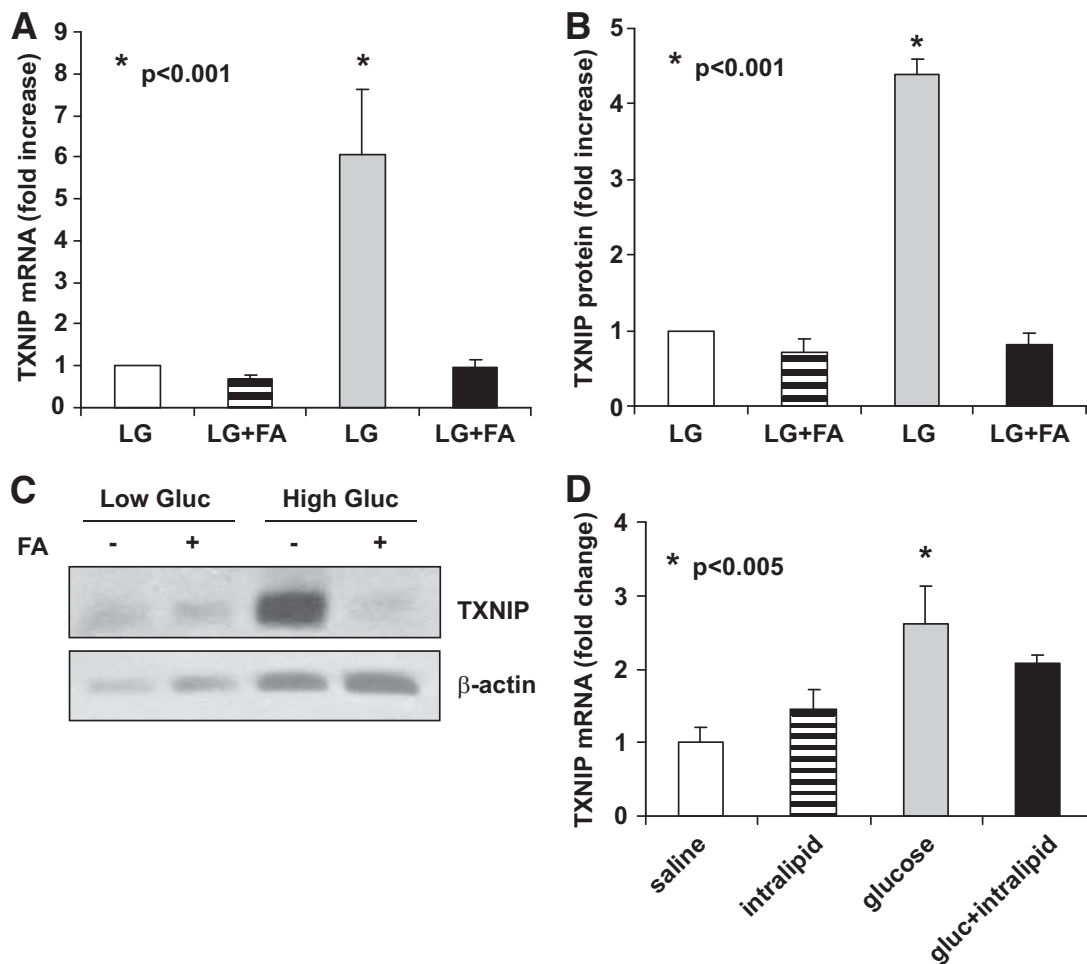 A
TXNIP mRNA (fold increase)
9
8
7
6
5
4
3
2
1
0
* p<0.001
*
LG
LG+FA
LG
LG+FA
B
TXNIP protein (fold increase)
5
4
3
2
1
0
* p<0.001
*
LG
LG+FA
LG
LG+FA
C
Low Gluc
High Gluc
FA - + - +
TXNIP
β-actin
D
TXNIP mRNA (fold change)
4
3
2
1
0
* p<0.005
*
saline
intralipid
glucose
gluc+intralipid